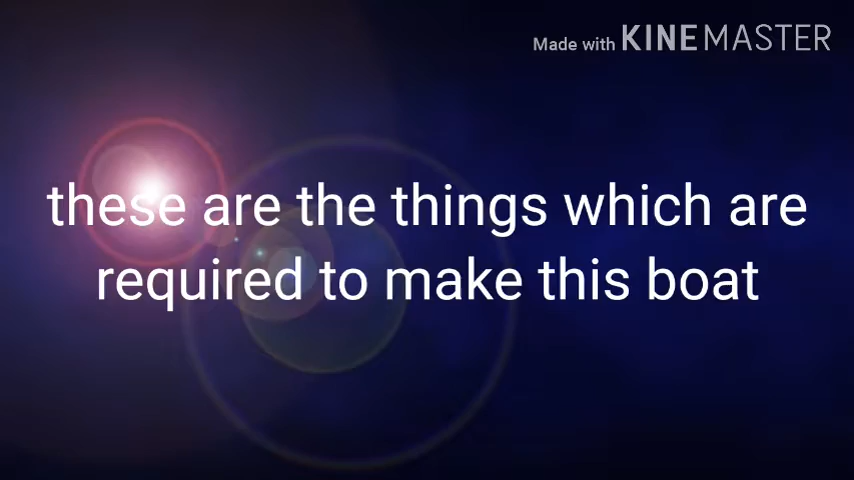 Made with KINEMASTER
these are the things which are
required to make this boat